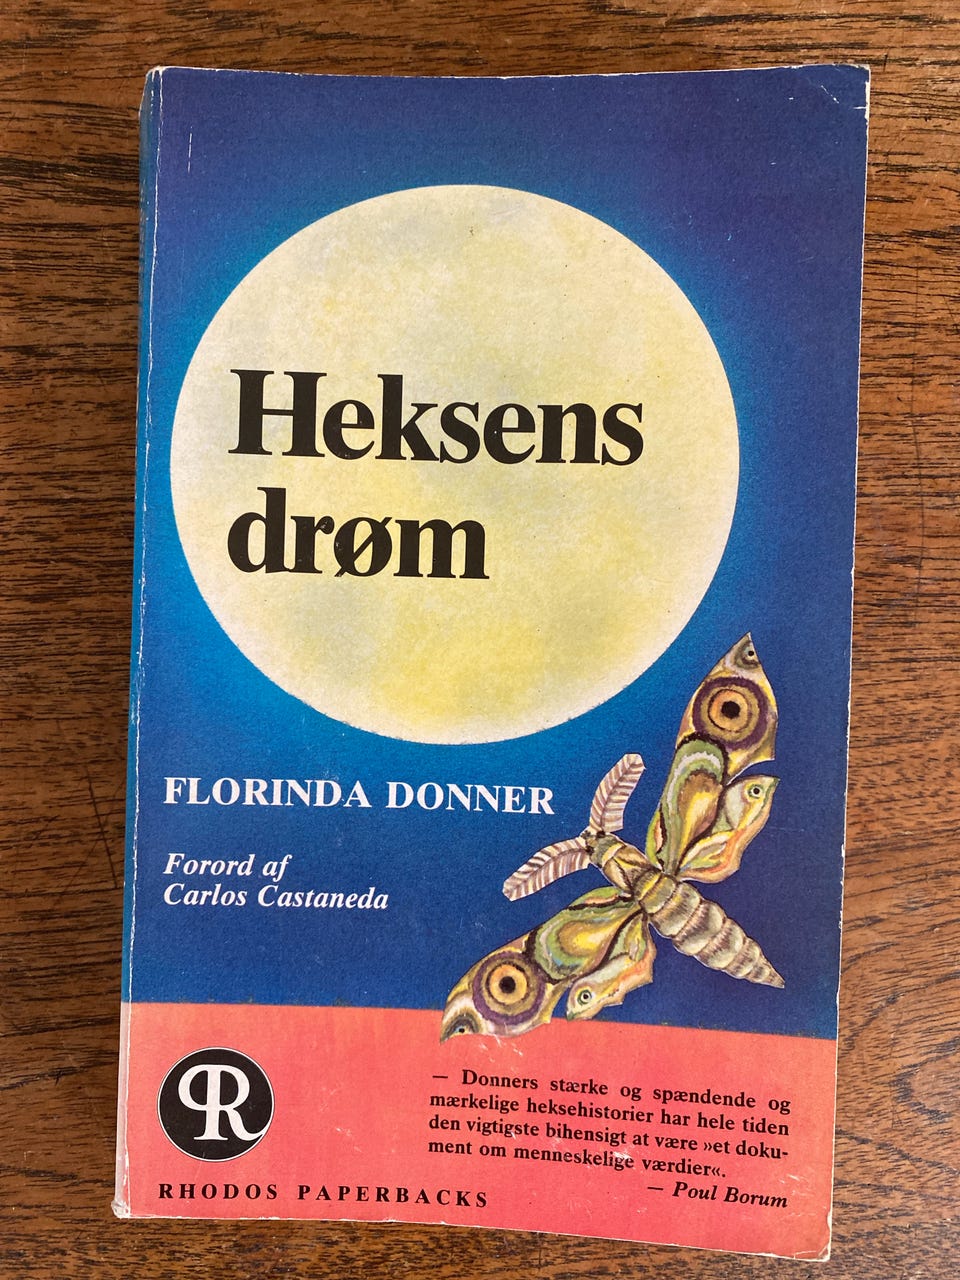 Heksens
drøm
FLORINDA DONNER
Forord af
Carlos Castaneda
— Donners stærke og spændende og
mærkelige heksehistorier har hele tiden
den vigtigste bihensigt at være »et doku-
ment om menneskelige værdier«.
— Poul Borum
R
RHODOS PAPERBACKS